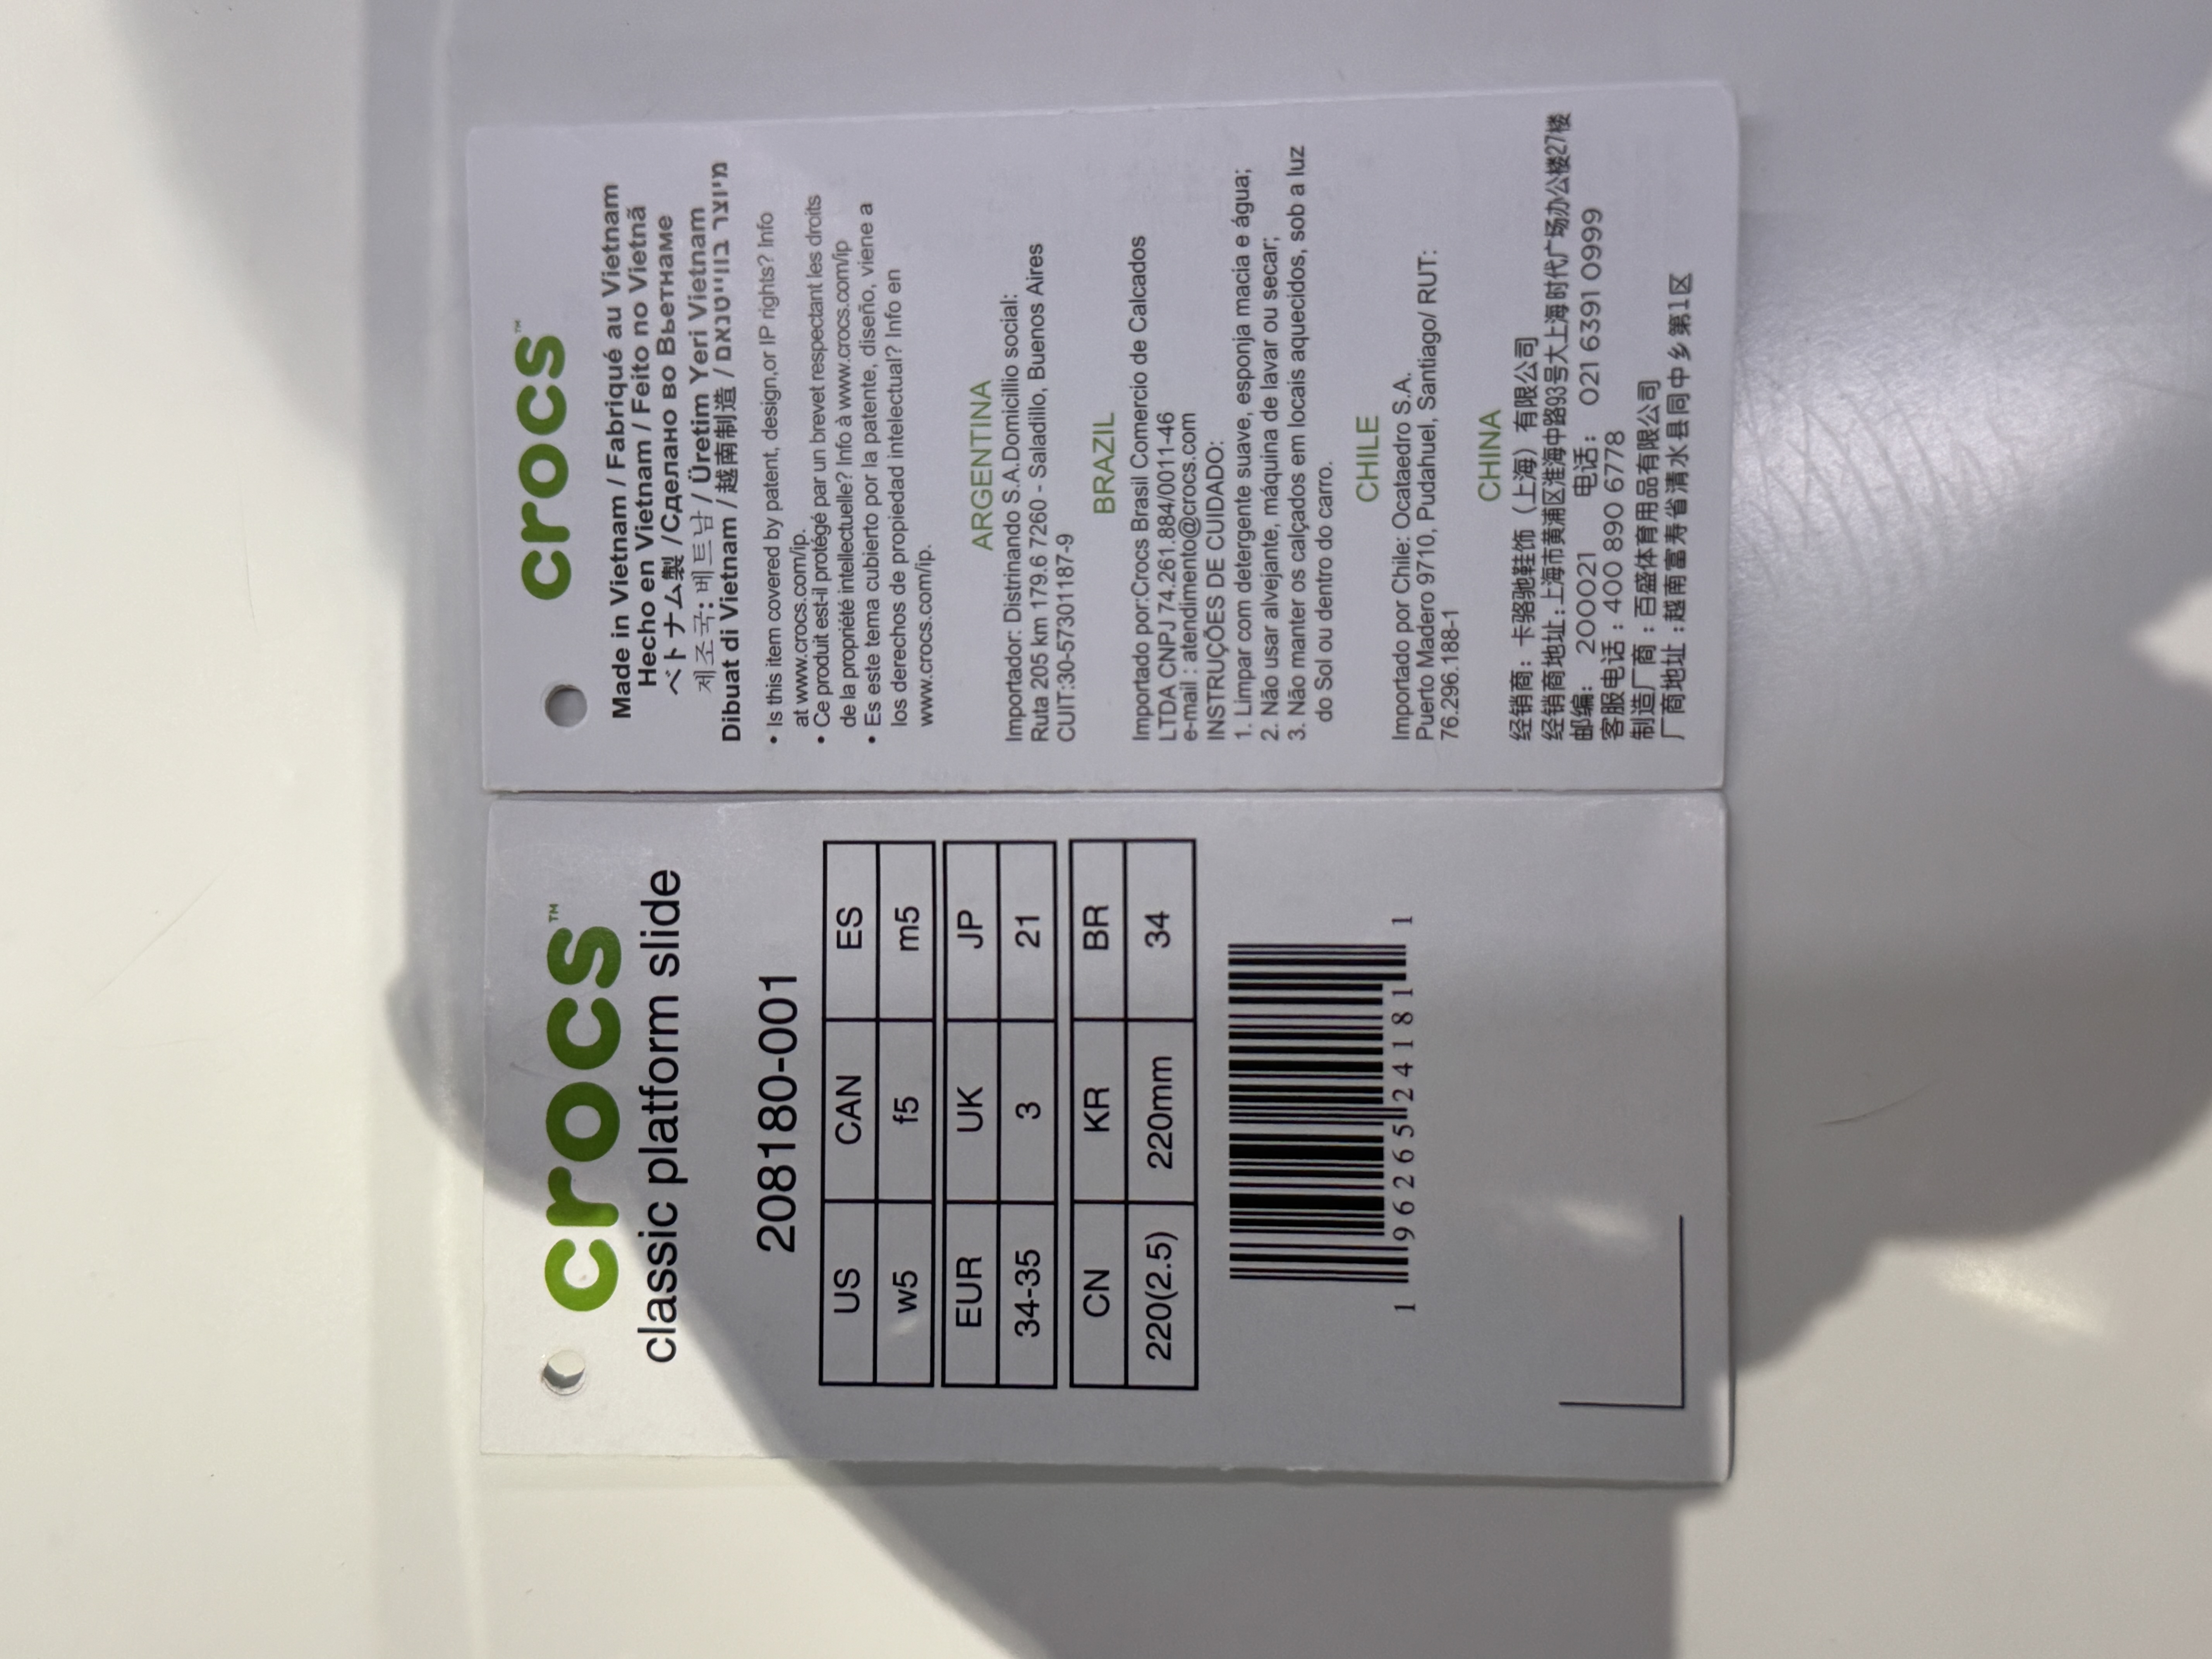 crocs™
classic platform slide
208180-001
US CAN ES
w5 f5 m5
EUR UK JP
34-35 3 21
CN KR BR
220(2.5) 220mm 34
1 96265 24181 1
crocs™
Made in Vietnam / Fabriqué au Vietnam
Hecho en Vietnam / Feito no Vietnã
ベトナム製 /Сделано во Вьетнаме
제조국: 베트남 / Üretim Yeri Vietnam
Dibuat di Vietnam / 越南制造 / מיוצר בווייטנאם
• Is this item covered by patent, design,or IP rights? Info
at www.crocs.com/ip.
• Ce produit est-il protégé par un brevet respectant les droits
de la propriété intellectuelle? Info à www.crocs.com/ip
• Es este tema cubierto por la patente, diseño, viene a
los derechos de propiedad intelectual? Info en
www.crocs.com/ip.
ARGENTINA
Importador: Distrinando S.A.Domicillio social:
Ruta 205 km 179.6 7260 - Saladillo, Buenos Aires
CUIT:30-57301187-9
BRAZIL
Importado por:Crocs Brasil Comercio de Calcados
LTDA CNPJ 74.261.884/0011-46
e-mail : atendimento@crocs.com
INSTRUÇÕES DE CUIDADO:
1. Limpar com detergente suave, esponja macia e água;
2. Não usar alvejante, máquina de lavar ou secar;
3. Não manter os calçados em locais aquecidos, sob a luz
do Sol ou dentro do carro.
CHILE
Importado por Chile: Ocataedro S.A.
Puerto Madero 9710, Pudahuel, Santiago/ RUT:
76.296.188-1
CHINA
经销商: 卡骆驰鞋饰（上海）有限公司
经销商地址:上海市黄浦区淮海中路93号大上海时代广场办公楼27楼
邮编: 200021 电话: 021 6391 0999
客服电话 : 400 890 6778
制造厂商 : 百盛体育用品有限公司
厂商地址 :越南富寿省清水县同中乡第1区